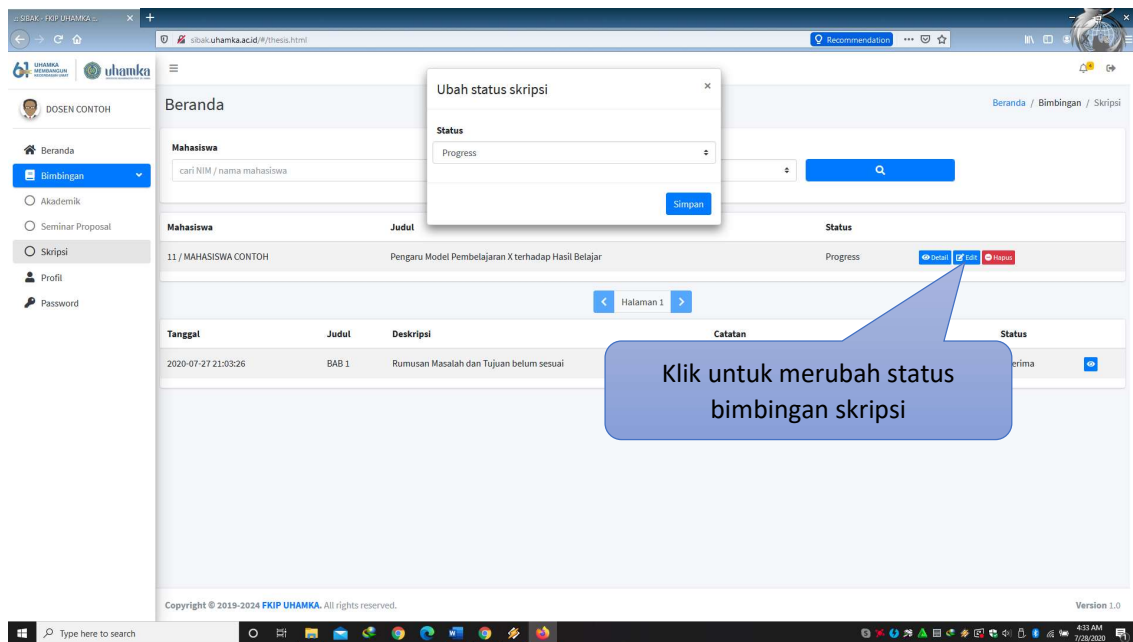 .:: SIBAK - FKIP UHAMKA ::.
sibak.uhamka.ac.id/#/thesis.html
Recommendation
61 UHAMKA MEMBANGUN
uhamka
DOSEN CONTOH
Beranda
Bimbingan
Akademik
Seminar Proposal
Skripsi
Profil
Password
Beranda
Beranda / Bimbingan / Skripsi
Ubah status skripsi
Status
Progress
Simpan
Mahasiswa
cari NIM / nama mahasiswa
Mahasiswa Judul Status
11 / MAHASISWA CONTOH Pengaru Model Pembelajaran X terhadap Hasil Belajar Progress Detail Edit Hapus
Halaman 1
Tanggal Judul Deskripsi Catatan Status
2020-07-27 21:03:26 BAB 1 Rumusan Masalah dan Tujuan belum sesuai erima
Klik untuk merubah status
bimbingan skripsi
Copyright © 2019-2024 FKIP UHAMKA. All rights reserved.
Version 1.0
Type here to search
4:33 AM
7/28/2020